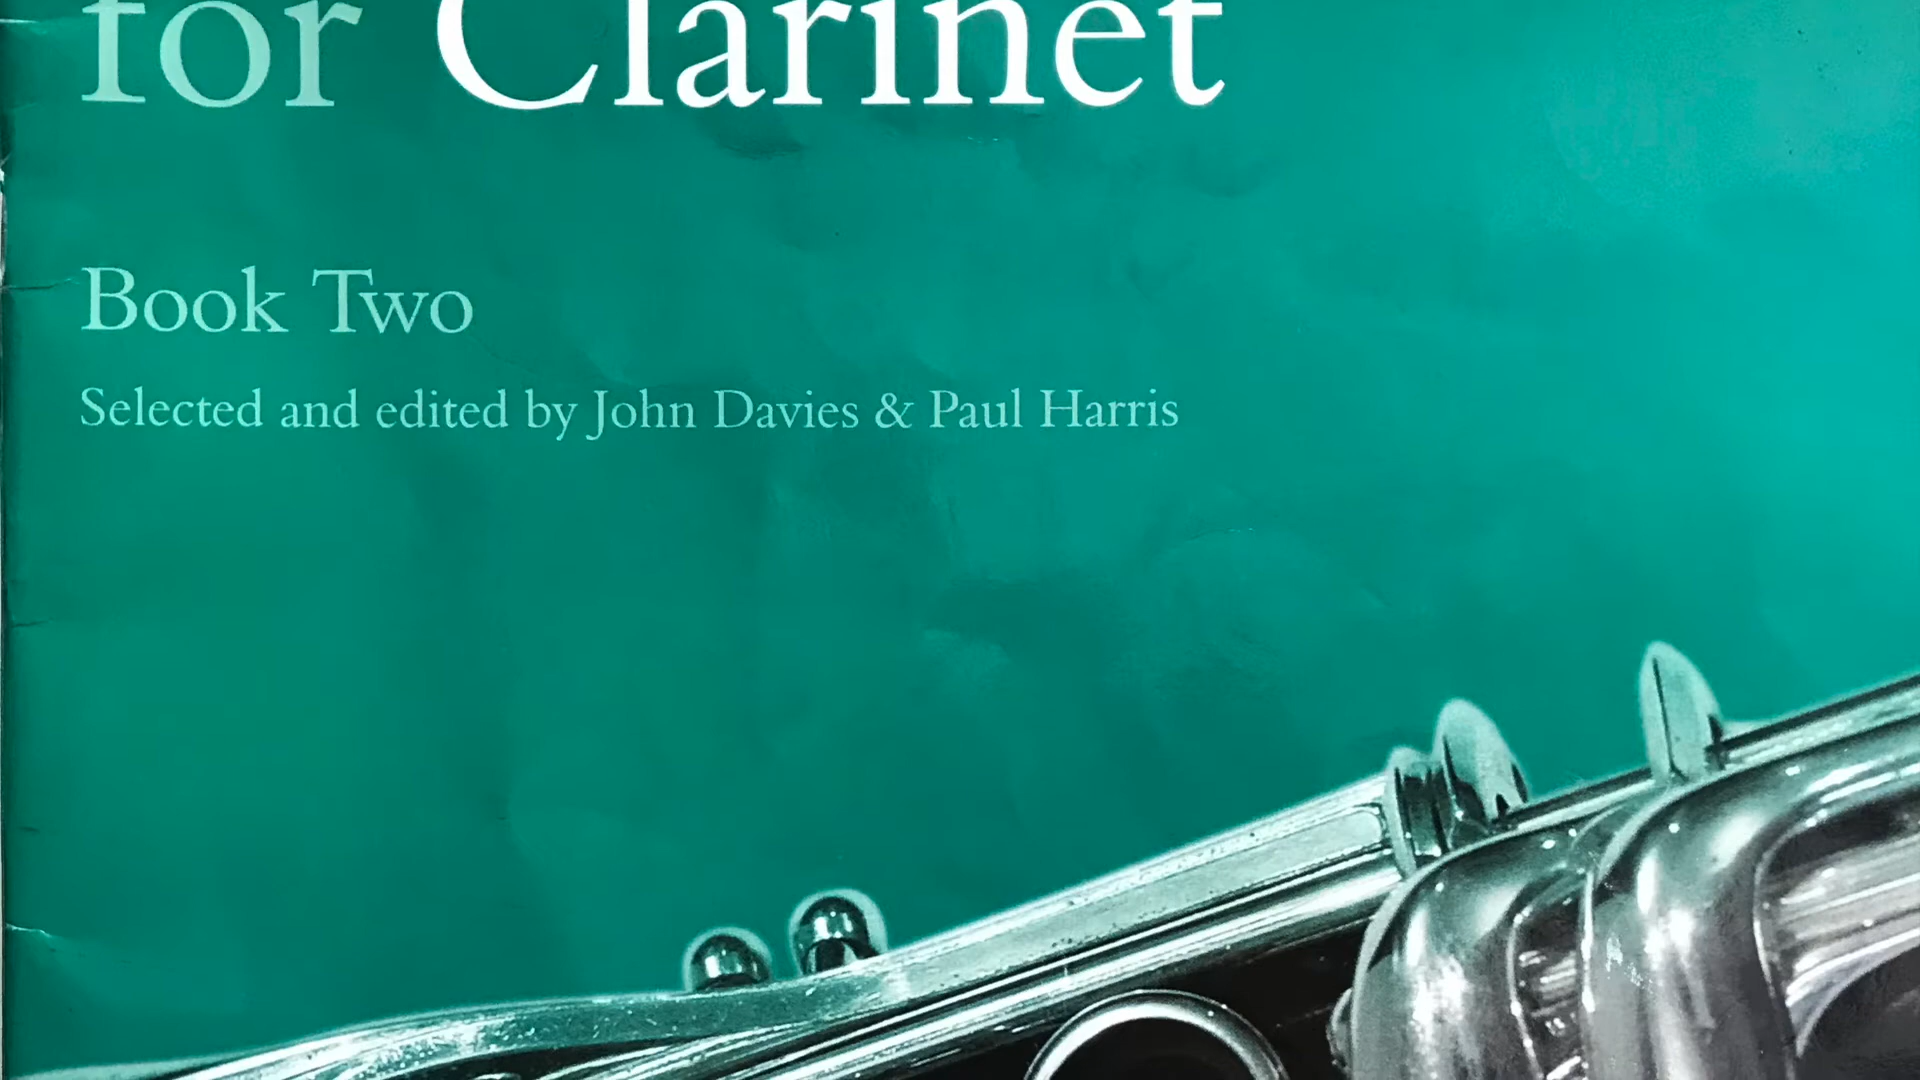 for Clarinet
Book Two
Selected and edited by John Davies & Paul Harris